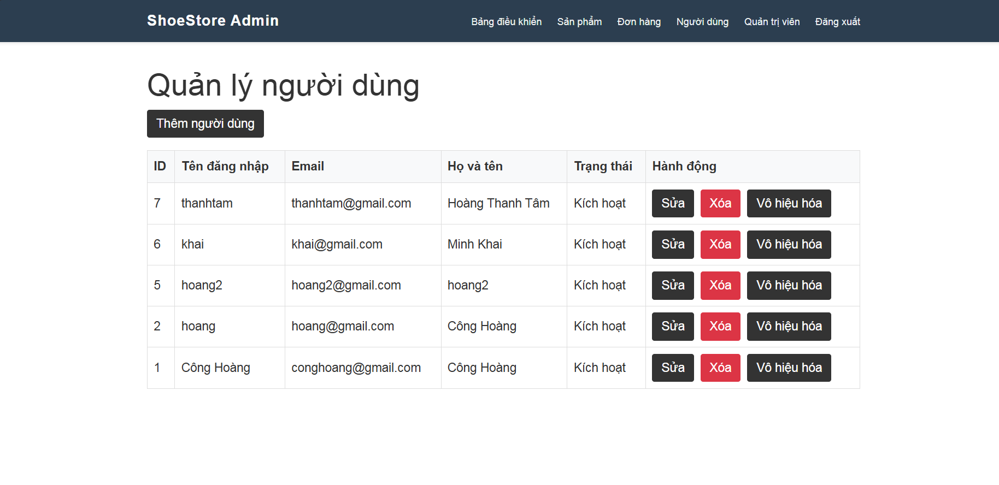 ShoeStore Admin Bảng điều khiển Sản phẩm Đơn hàng Người dùng Quản trị viên Đăng xuất
Quản lý người dùng
Thêm người dùng
ID Tên đăng nhập Email Họ và tên Trạng thái Hành động
7 thanhtam thanhtam@gmail.com Hoàng Thanh Tâm Kích hoạt Sửa Xóa Vô hiệu hóa
6 khai khai@gmail.com Minh Khai Kích hoạt Sửa Xóa Vô hiệu hóa
5 hoang2 hoang2@gmail.com hoang2 Kích hoạt Sửa Xóa Vô hiệu hóa
2 hoang hoang@gmail.com Công Hoàng Kích hoạt Sửa Xóa Vô hiệu hóa
1 Công Hoàng conghoang@gmail.com Công Hoàng Kích hoạt Sửa Xóa Vô hiệu hóa